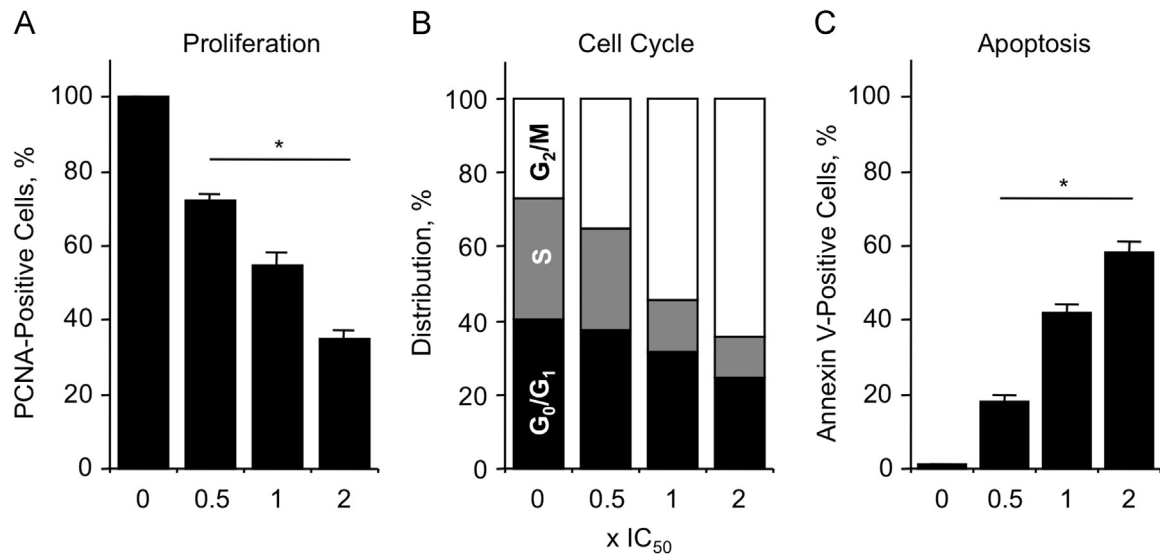 A
Proliferation
PCNA-Positive Cells, %
100
80
60
40
20
0
*
0 0.5 1 2
B
Cell Cycle
Distribution, %
100
80
60
40
20
0
G₂/M
S
G₀/G₁
0 0.5 1 2
x IC₅₀
C
Apoptosis
Annexin V-Positive Cells, %
100
80
60
40
20
0
*
0 0.5 1 2